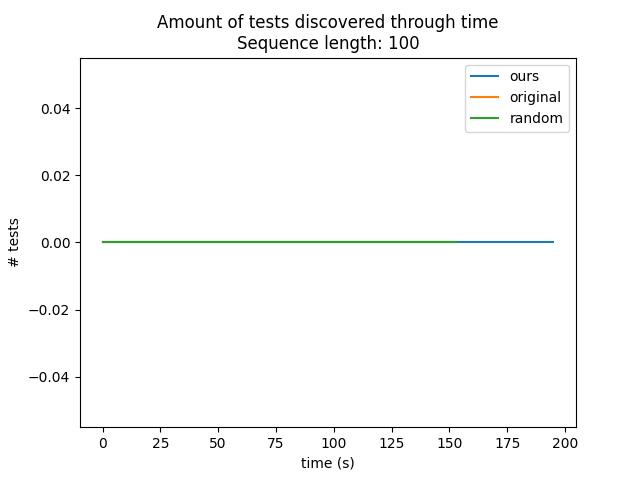 Amount of tests discovered through time
Sequence length: 100
ours
original
random
# tests
0.04
0.02
0.00
−0.02
−0.04
0 25 50 75 100 125 150 175 200
time (s)